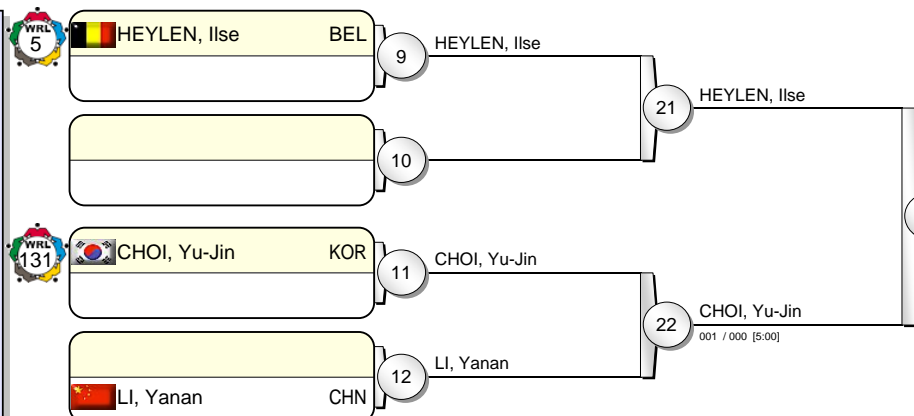 WRL
5
HEYLEN, Ilse BEL
9
HEYLEN, Ilse
21
HEYLEN, Ilse
10
WRL
131
CHOI, Yu-Jin KOR
11
CHOI, Yu-Jin
22
CHOI, Yu-Jin
001 / 000 [5:00]
12
LI, Yanan
LI, Yanan CHN